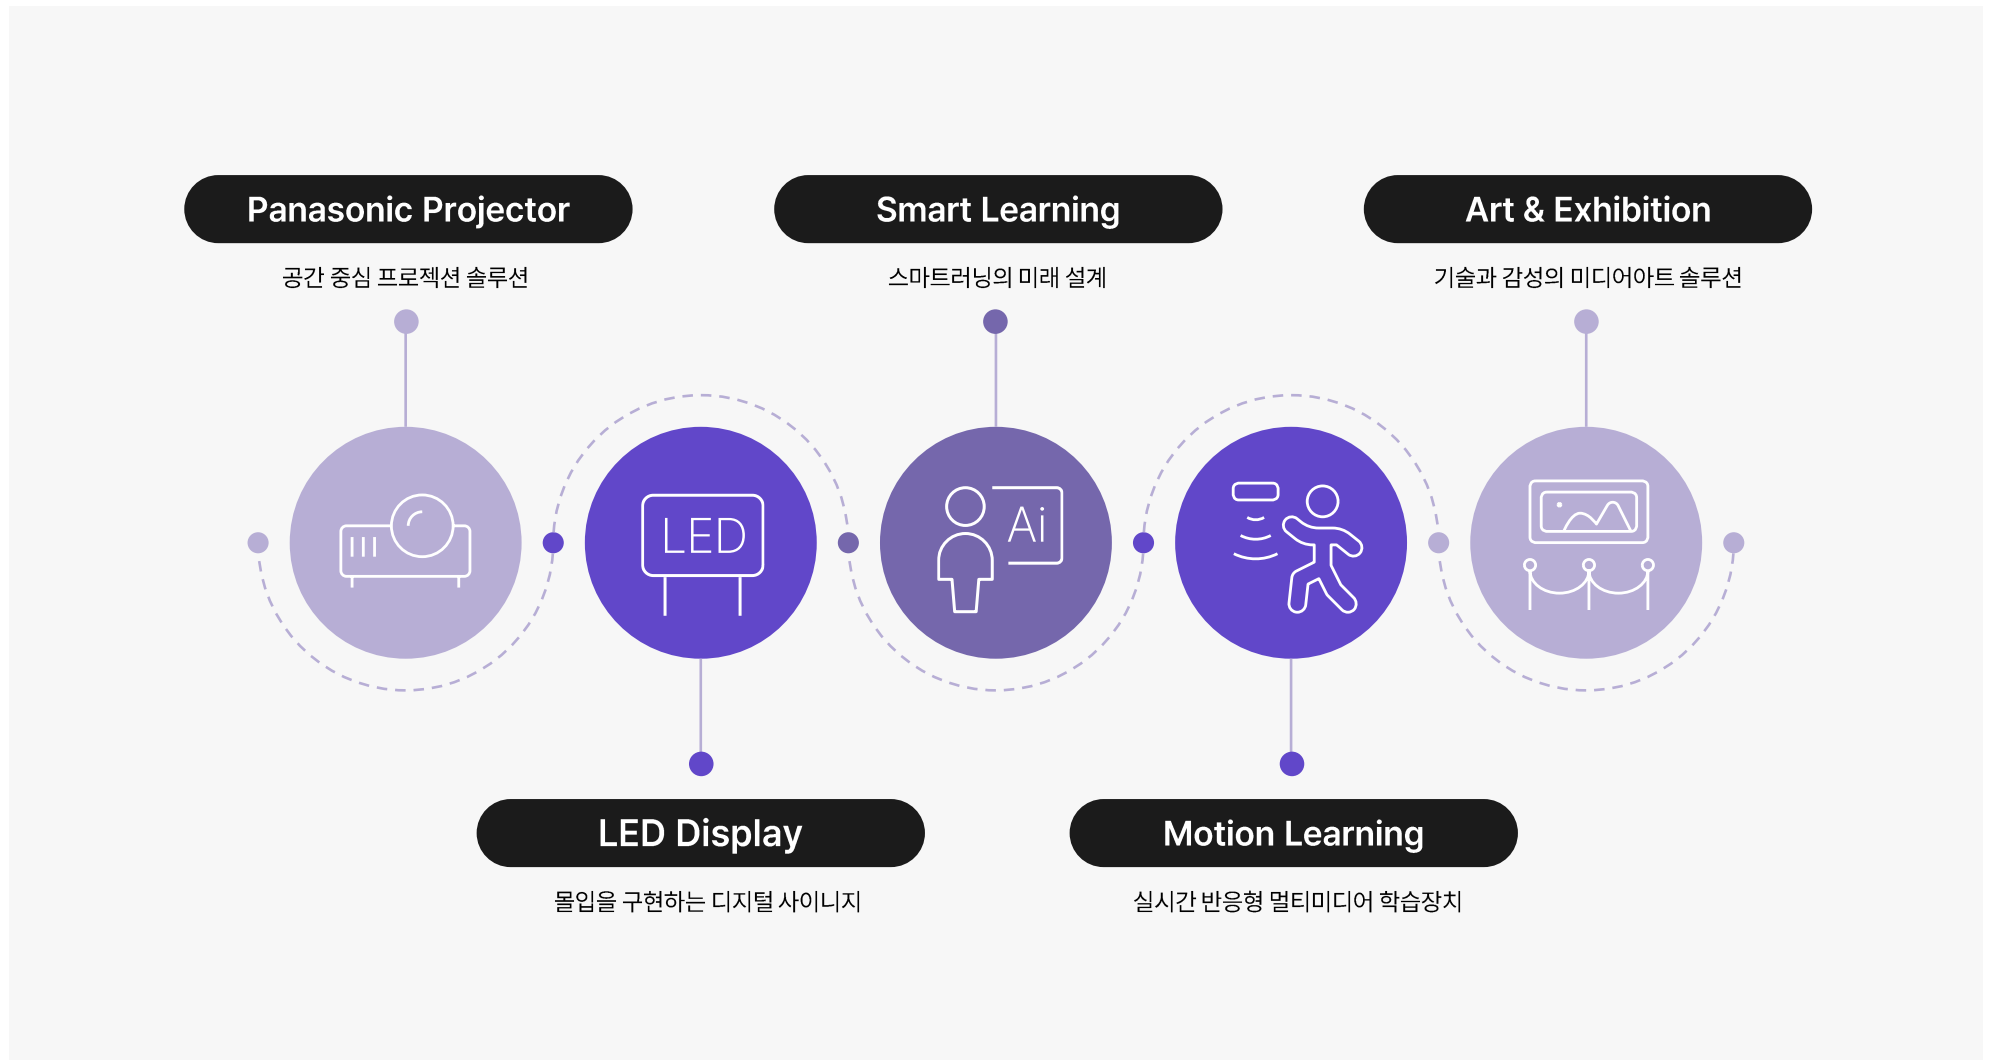 Panasonic Projector
공간 중심 프로젝션 솔루션
Smart Learning
스마트러닝의 미래 설계
Art & Exhibition
기술과 감성의 미디어아트 솔루션
LED
Ai
LED Display
몰입을 구현하는 디지털 사이니지
Motion Learning
실시간 반응형 멀티미디어 학습장치